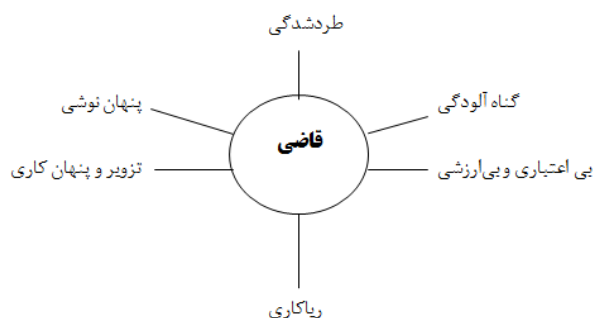 طردشدگی
گناه آلودگی
پنهان نوشی
قاضی
بی اعتباری و بی‌ارزشی
تزویر و پنهان کاری
ریاکاری